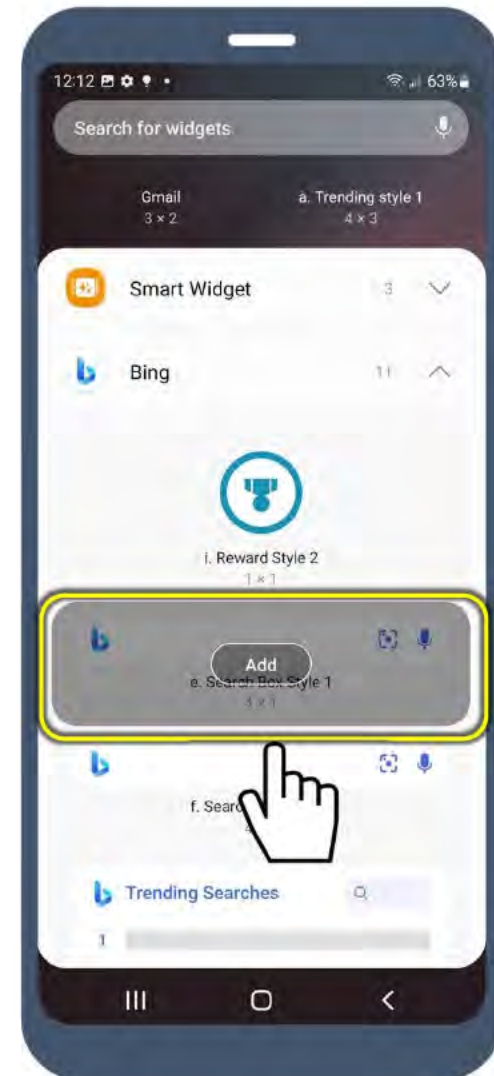 12:12 63%
Search for widgets
Gmail a. Trending style 1
3 × 2 4 × 3
Smart Widget 3
Bing 11
i. Reward Style 2
1 × 1
Add
e. Search Box Style 1
f. Sear
Trending Searches
1